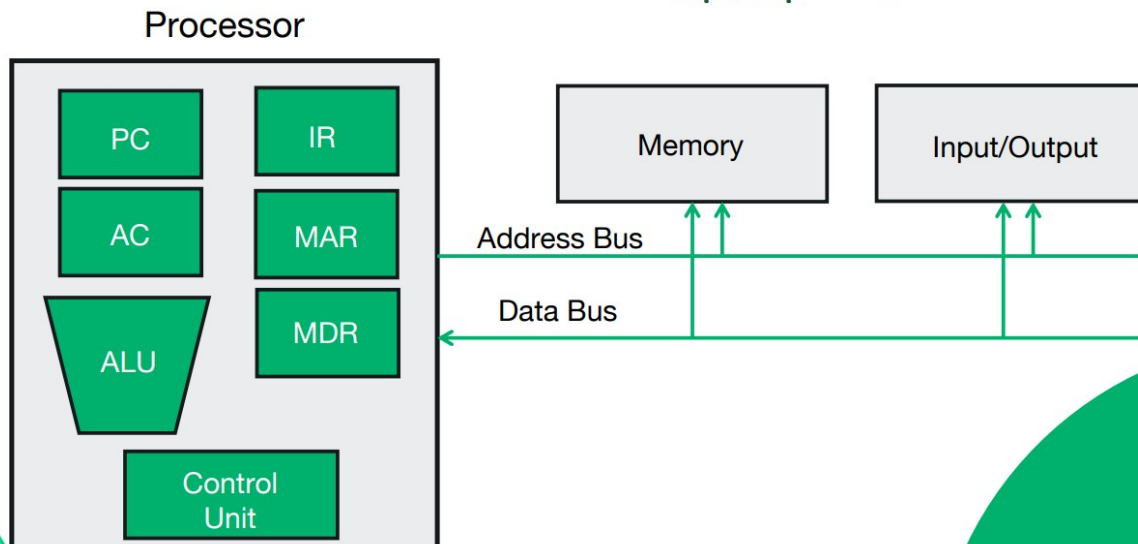 Processor
PC
IR
AC
MAR
ALU
MDR
Control
Unit
Memory
Input/Output
Address Bus
Data Bus